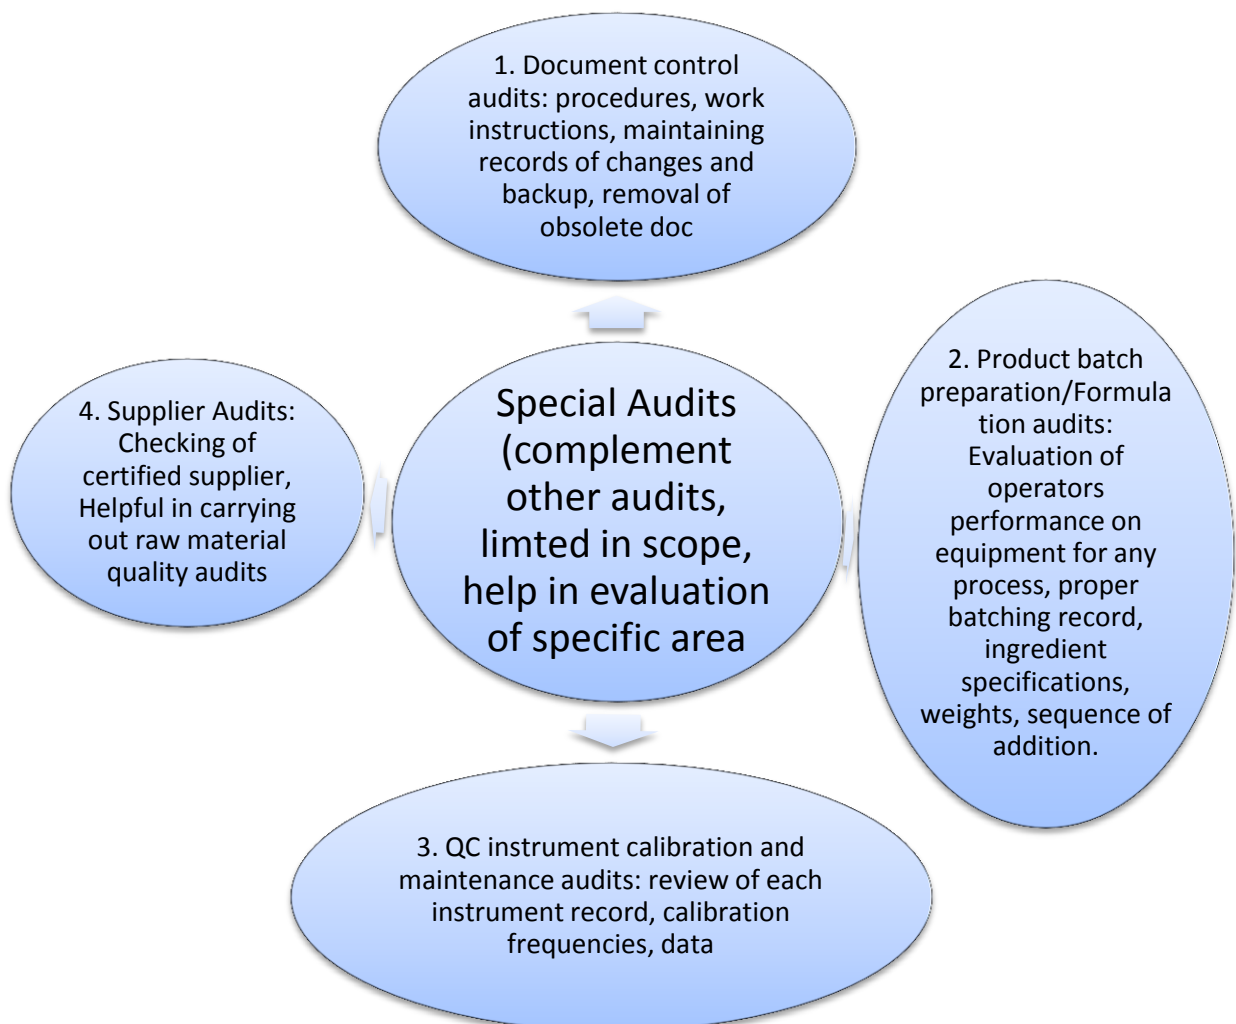 1. Document control
audits: procedures, work
instructions, maintaining
records of changes and
backup, removal of
obsolete doc
2. Product batch
preparation/Formula
tion audits:
Evaluation of
operators
performance on
equipment for any
process, proper
batching record,
ingredient
specifications,
weights, sequence of
addition.
4. Supplier Audits:
Checking of
certified supplier,
Helpful in carrying
out raw material
quality audits
Special Audits
(complement
other audits,
limted in scope,
help in evaluation
of specific area
3. QC instrument calibration and
maintenance audits: review of each
instrument record, calibration
frequencies, data